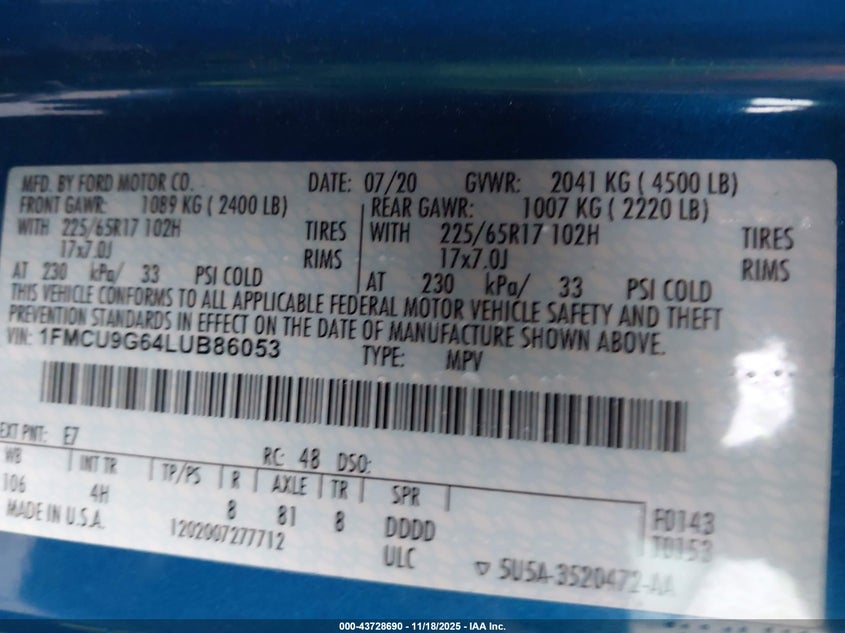 MFD. BY FORD MOTOR CO. DATE: 07/20 GVWR: 2041 KG ( 4500 LB)
FRONT GAWR: 1089 KG ( 2400 LB) REAR GAWR: 1007 KG ( 2220 LB)
WITH 225/65R17 102H TIRES WITH 225/65R17 102H TIRES
17x7.0J RIMS 17x7.0J RIMS
AT 230 kPa/ 33 PSI COLD AT 230 kPa/ 33 PSI COLD
THIS VEHICLE CONFORMS TO ALL APPLICABLE FEDERAL MOTOR VEHICLE SAFETY AND THEFT
PREVENTION STANDARDS IN EFFECT ON THE DATE OF MANUFACTURE SHOWN ABOVE.
VIN: 1FMCU9G64LUB86053 TYPE: MPV
EXT PNT: E7 RC: 48 DSO:
WB INT TR TP/PS R AXLE TR SPR
106 4H 8 81 8 DDDD F0143
MADE IN U.S.A. 1202007277712 ULC T0153
5U5A-3520472-AA
000-43728690 - 11/18/2025 - IAA Inc.